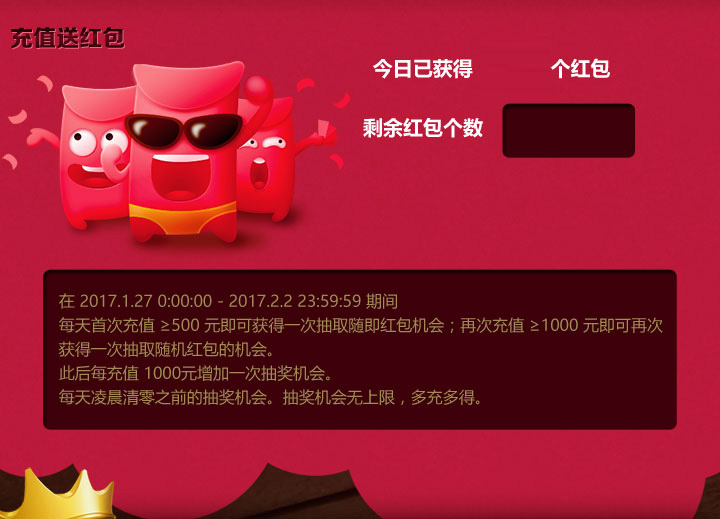 充值送红包
今日已获得 个红包
剩余红包个数
在 2017.1.27 0:00:00 - 2017.2.2 23:59:59 期间
每天首次充值 ≥500 元即可获得一次抽取随即红包机会；再次充值 ≥1000 元即可再次
获得一次抽取随机红包的机会。
此后每充值 1000元增加一次抽奖机会。
每天凌晨清零之前的抽奖机会。抽奖机会无上限，多充多得。